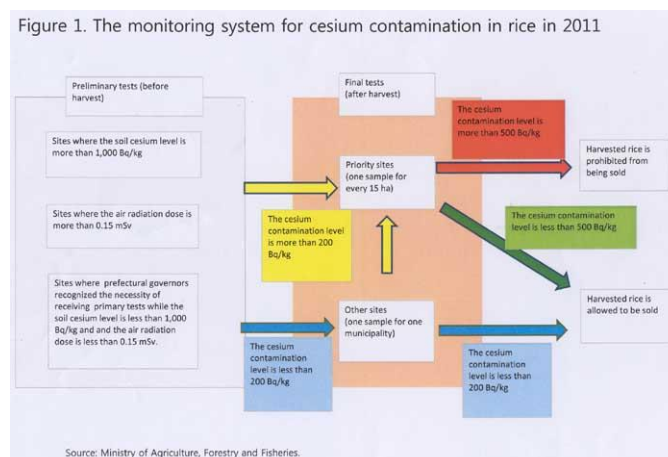 Figure 1. The monitoring system for cesium contamination in rice in 2011
Preliminary tests (before
harvest)
Sites where the soil cesium level is
more than 1,000 Bq/kg
Sites where the air radiation dose is
more than 0.15 mSv
Sites where prefectural governors
recognized the necessity of
receiving primary tests while the
soil cesium level is less than 1,000
Bq/kg and and the air radiation
dose is less than 0.15 mSv.
Final tests
(after harvest)
Priority sites
(one sample for
every 15 ha)
The cesium
contamination level
is more than 200
Bq/kg
Other sites
(one sample for one
municipality)
The cesium
contamination
level is less than
200 Bq/kg
The cesium
contamination level is
more than 500 Bq/kg
Harvested rice is
prohibited from
being sold
The cesium contamination
level is less than 500
Bq/kg
Harvested rice is
allowed to be sold
The cesium
contamination
level is less than
200 Bq/kg
Source: Ministry of Agriculture, Forestry and Fisheries.